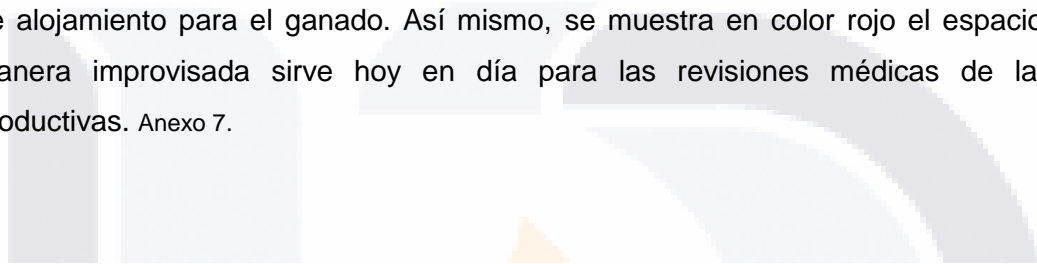 alojamiento para el ganado. Así mismo, se muestra en color rojo el espacio
anera improvisada sirve hoy en día para las revisiones médicas de la
oductivas. Anexo 7.